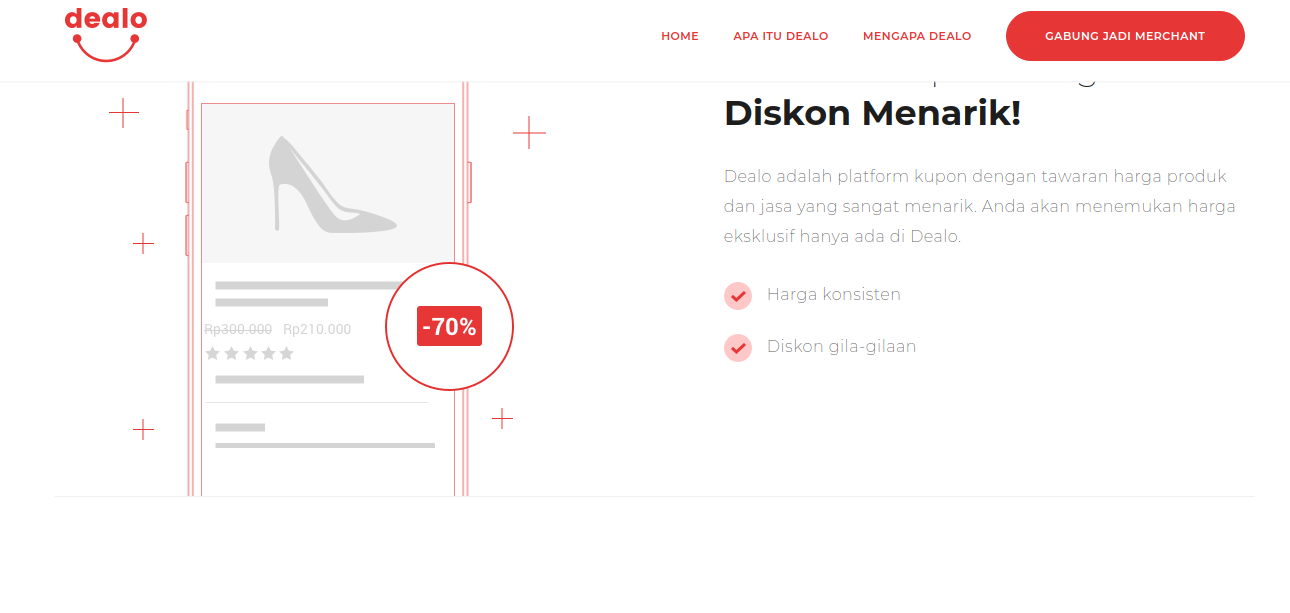 dealo
HOME
APA ITU DEALO
MENGAPA DEALO
GABUNG JADI MERCHANT
Diskon Menarik!
Dealo adalah platform kupon dengan tawaran harga produk
dan jasa yang sangat menarik. Anda akan menemukan harga
eksklusif hanya ada di Dealo.
Harga konsisten
Diskon gila-gilaan
Rp300.000 Rp210.000
-70%